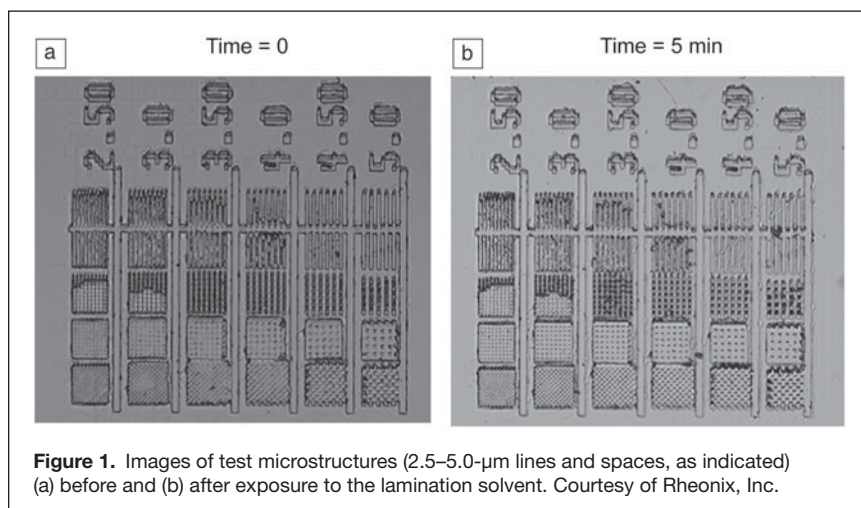 a
Time = 0
b
Time = 5 min
Figure 1. Images of test microstructures (2.5–5.0-µm lines and spaces, as indicated)
(a) before and (b) after exposure to the lamination solvent. Courtesy of Rheonix, Inc.